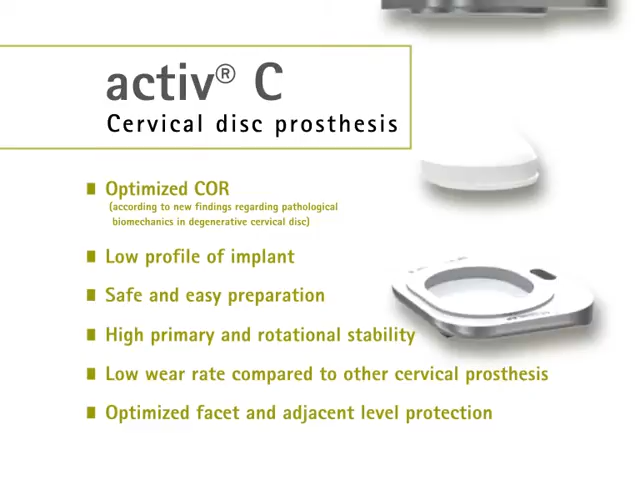 activ® C
Cervical disc prosthesis
Optimized COR
(according to new findings regarding pathological
biomechanics in degenerative cervical disc)
Low profile of implant
Safe and easy preparation
High primary and rotational stability
Low wear rate compared to other cervical prosthesis
Optimized facet and adjacent level protection